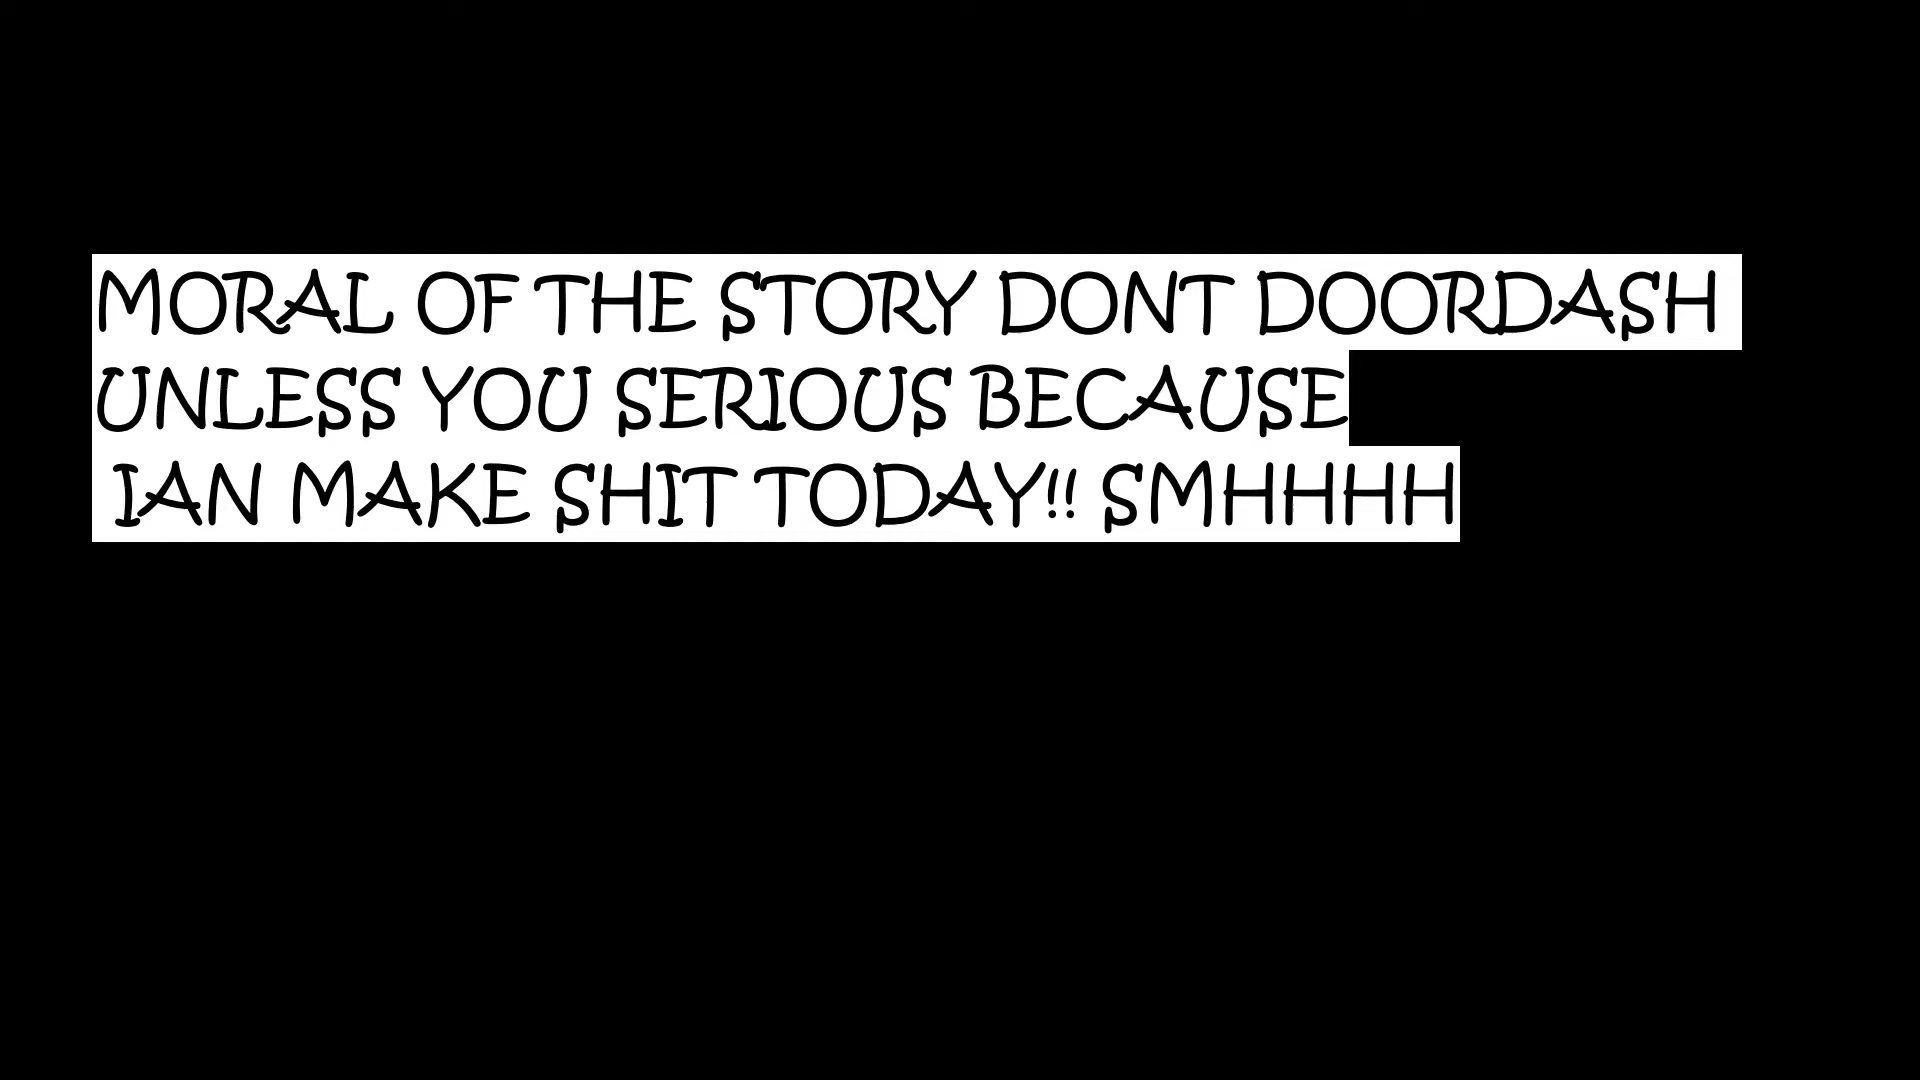 MORAL OF THE STORY DONT DOORDASH
UNLESS YOU SERIOUS BECAUSE
IAN MAKE SHIT TODAY!! SMHHHH